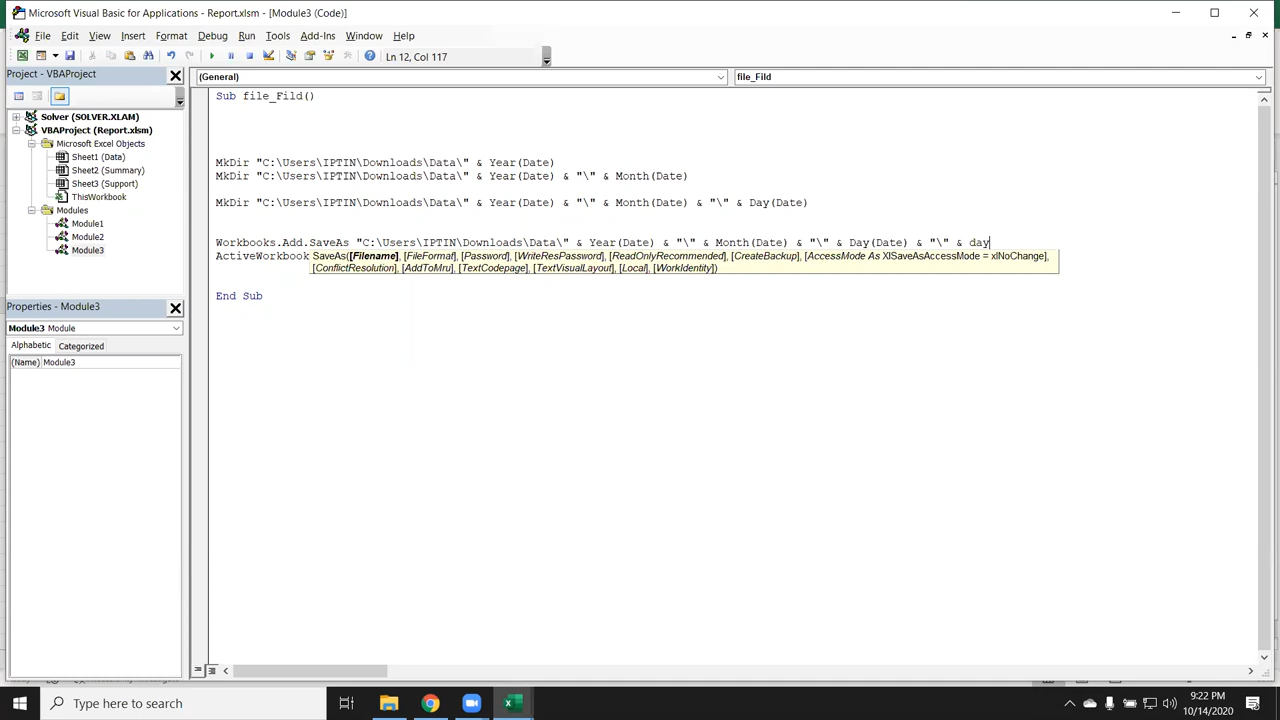 Microsoft Visual Basic for Applications - Report.xlsm - [Module3 (Code)]
File Edit View Insert Format Debug Run Tools Add-Ins Window Help
Ln 12, Col 117
Project - VBAProject
(General)
file_Fild
Solver (SOLVER.XLAM)
VBAProject (Report.xlsm)
Microsoft Excel Objects
Sheet1 (Data)
Sheet2 (Summary)
Sheet3 (Support)
ThisWorkbook
Modules
Module1
Module2
Module3
Properties - Module3
Module3 Module
Alphabetic Categorized
(Name) Module3
Sub file_Fild()
MkDir "C:\Users\IPTIN\Downloads\Data\" & Year(Date)
MkDir "C:\Users\IPTIN\Downloads\Data\" & Year(Date) & "\" & Month(Date)
MkDir "C:\Users\IPTIN\Downloads\Data\" & Year(Date) & "\" & Month(Date) & "\" & Day(Date)
Workbooks.Add.SaveAs "C:\Users\IPTIN\Downloads\Data\" & Year(Date) & "\" & Month(Date) & "\" & Day(Date) & "\" & day
ActiveWorkbook
SaveAs([Filename], [FileFormat], [Password], [WriteResPassword], [ReadOnlyRecommended], [CreateBackup], [AccessMode As XlSaveAsAccessMode = xlNoChange],
[ConflictResolution], [AddToMru], [TextCodepage], [TextVisualLayout], [Local], [WorkIdentity])
End Sub
Type here to search
9:22 PM
10/14/2020